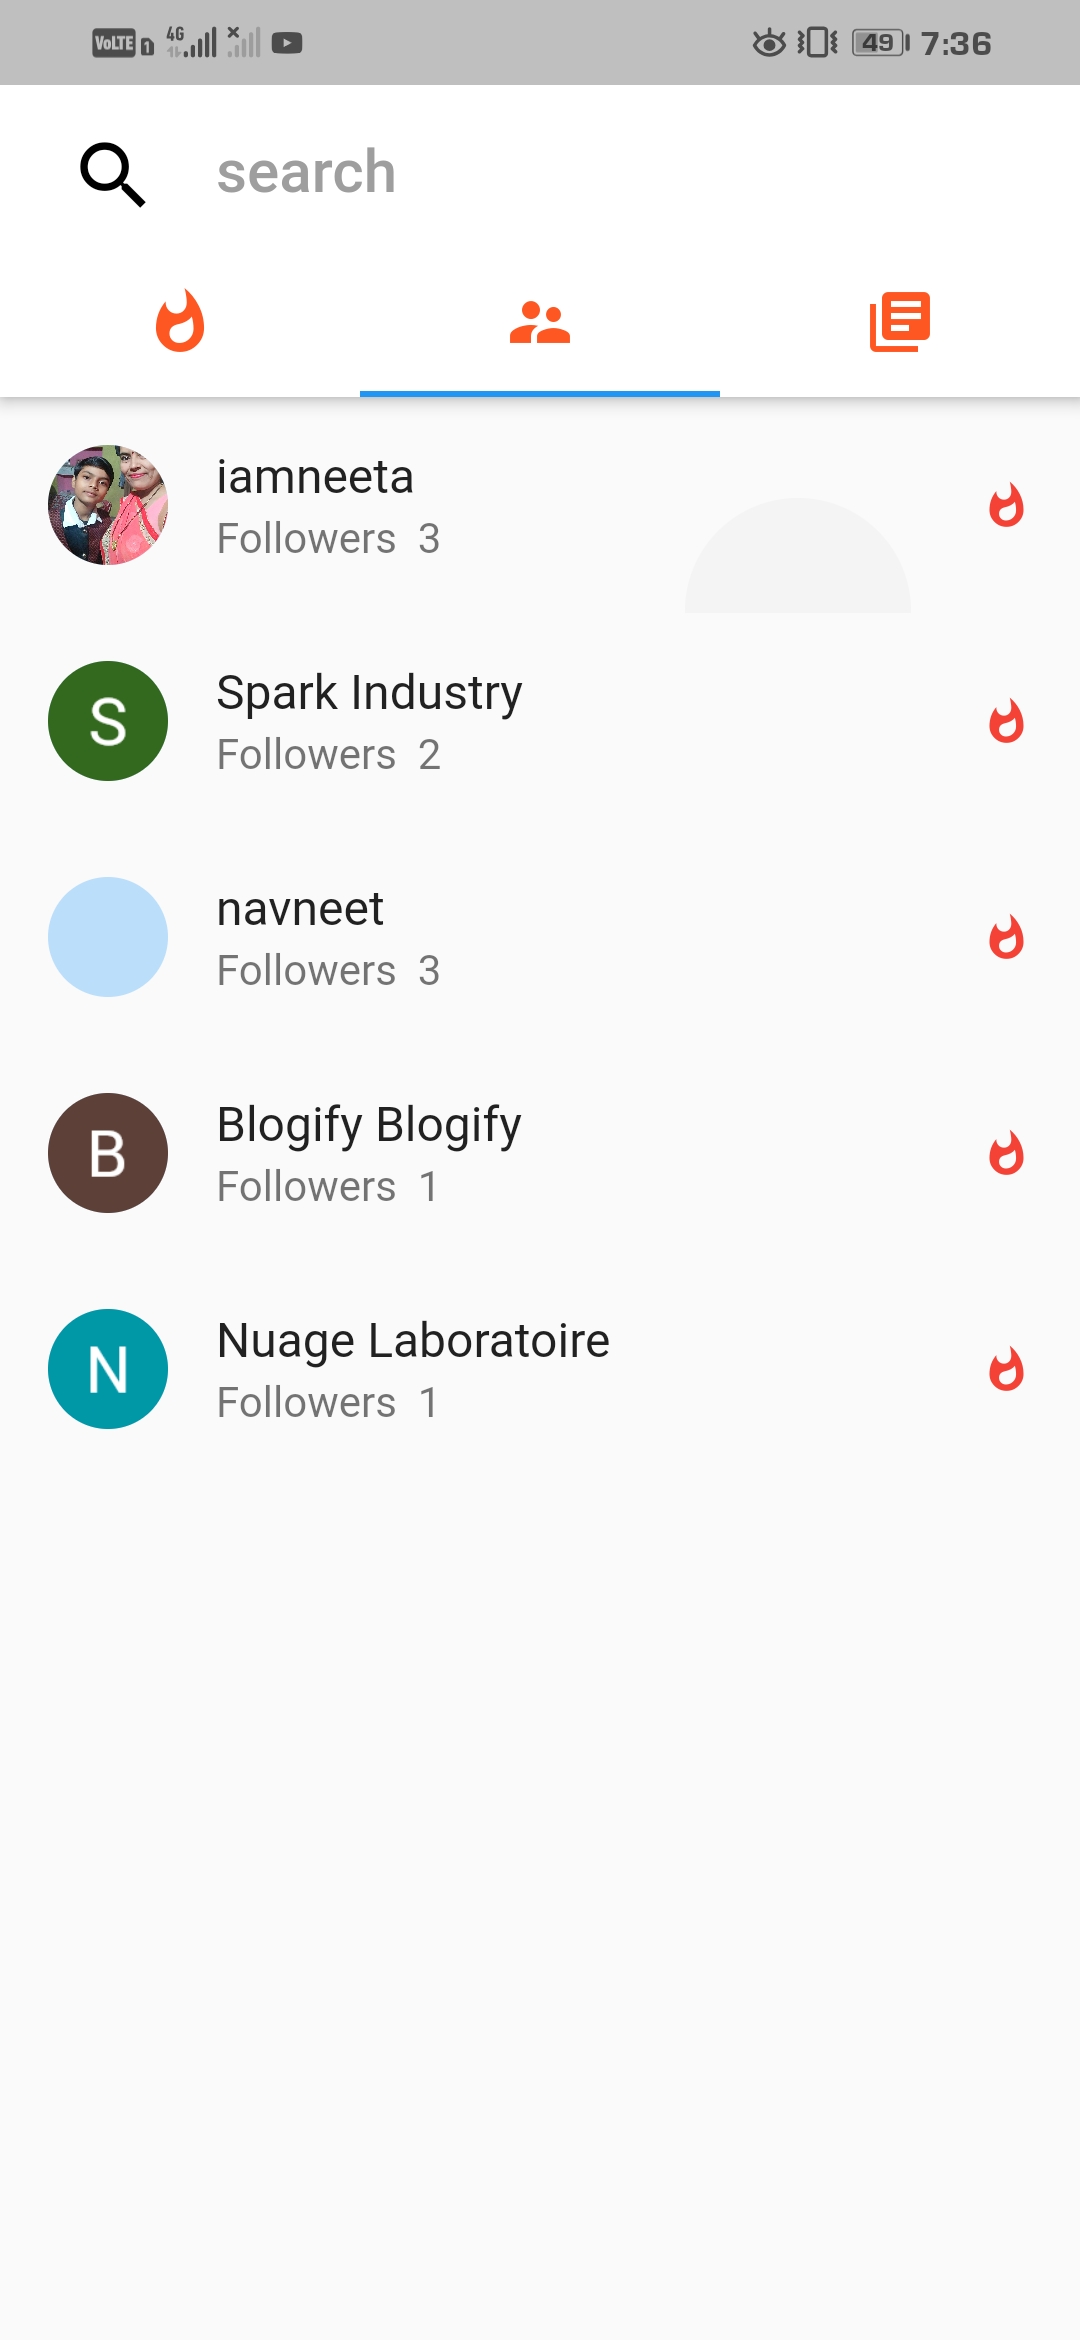 VoLTE 1 4G 49 7:36
search
iamneeta
Followers 3
S
Spark Industry
Followers 2
navneet
Followers 3
B
Blogify Blogify
Followers 1
N
Nuage Laboratoire
Followers 1